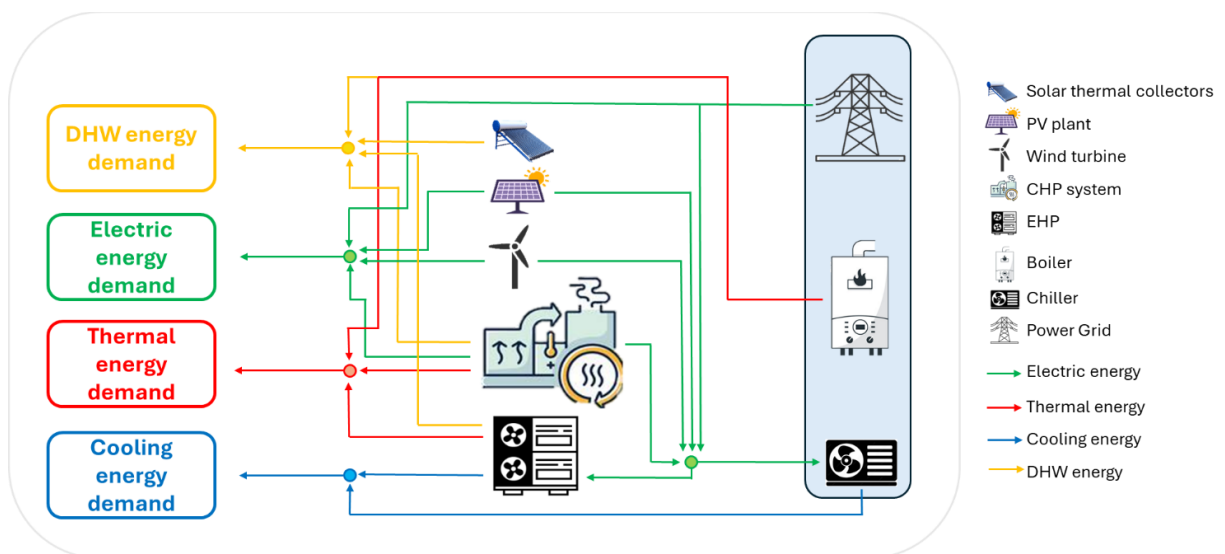 DHW energy
demand
Electric
energy
demand
Thermal
energy
demand
Cooling
energy
demand
Solar thermal collectors
PV plant
Wind turbine
CHP system
EHP
Boiler
Chiller
Power Grid
Electric energy
Thermal energy
Cooling energy
DHW energy